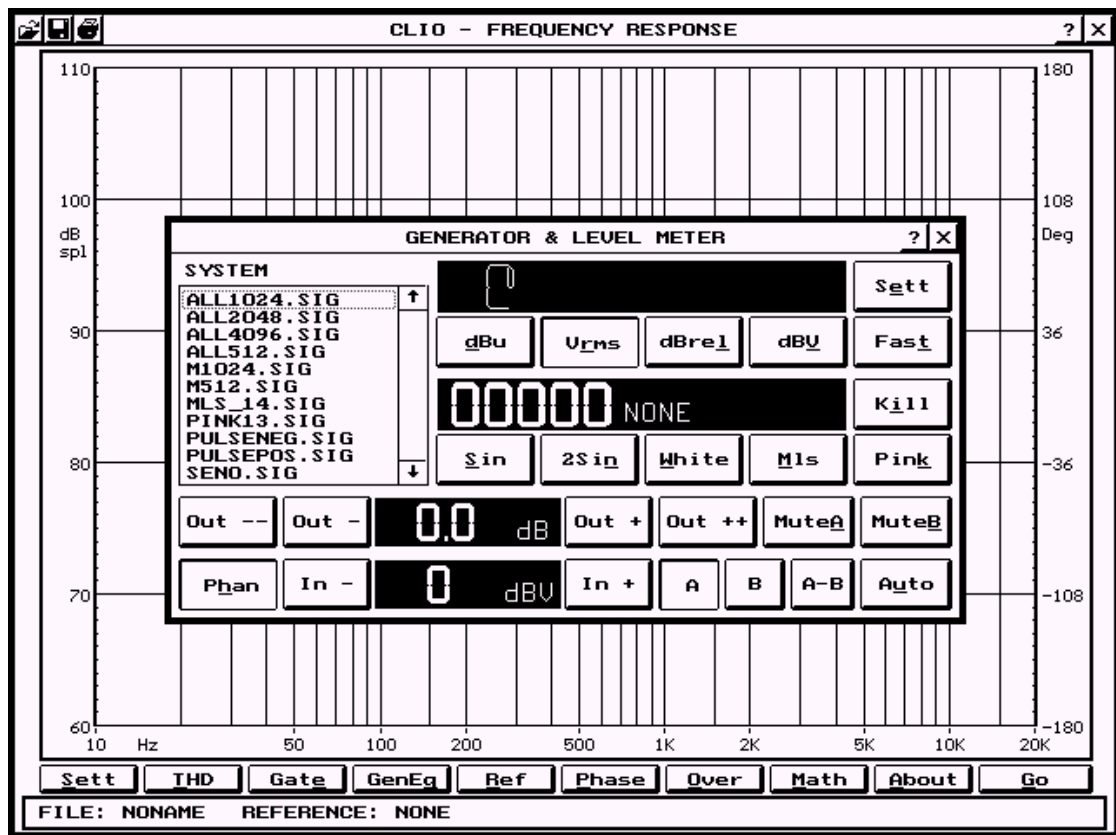 CLIO - FREQUENCY RESPONSE ? X
110 180
100 108
dB Deg
spl
90 36
80 -36
70 -108
60 -180
10 Hz 50 100 200 500 1K 2K 5K 10K 20K
GENERATOR & LEVEL METER ? X
SYSTEM
ALL1024.SIG
ALL2048.SIG
ALL4096.SIG
ALL512.SIG
M1024.SIG
M512.SIG
MLS_14.SIG
PINK13.SIG
PULSENEG.SIG
PULSEPOS.SIG
SENO.SIG
Sett
dBu Vrms dBrel dBV Fast
00000 NONE Kill
Sin 2Sin White Mls Pink
Out -- Out - 0.0 dB Out + Out ++ MuteA MuteB
Phan In - 0 dBV In + A B A-B Auto
Sett THD Gate GenEq Ref Phase Over Math About Go
FILE: NONAME REFERENCE: NONE